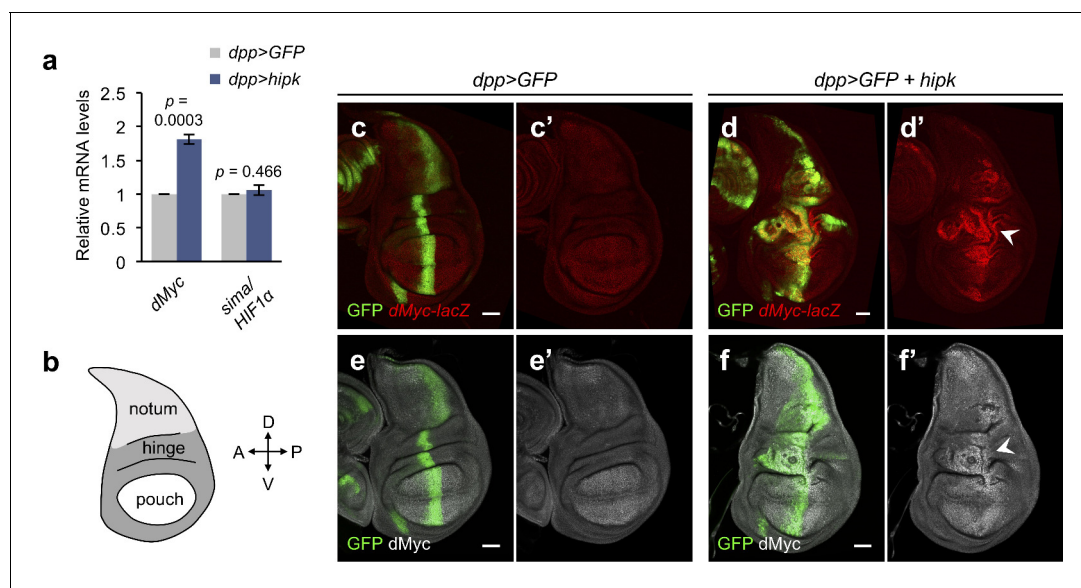 a
dpp>GFP
dpp>hipk
Relative mRNA levels
2.5
2
1.5
1
0.5
0
p =
0.0003
p = 0.466
dMyc
sima/
HIF1α
b
notum
hinge
pouch
D
A
P
V
dpp>GFP
dpp>GFP + hipk
c
c’
d
d’
GFP dMyc-lacZ
GFP dMyc-lacZ
e
e’
f
f’
GFP dMyc
GFP dMyc